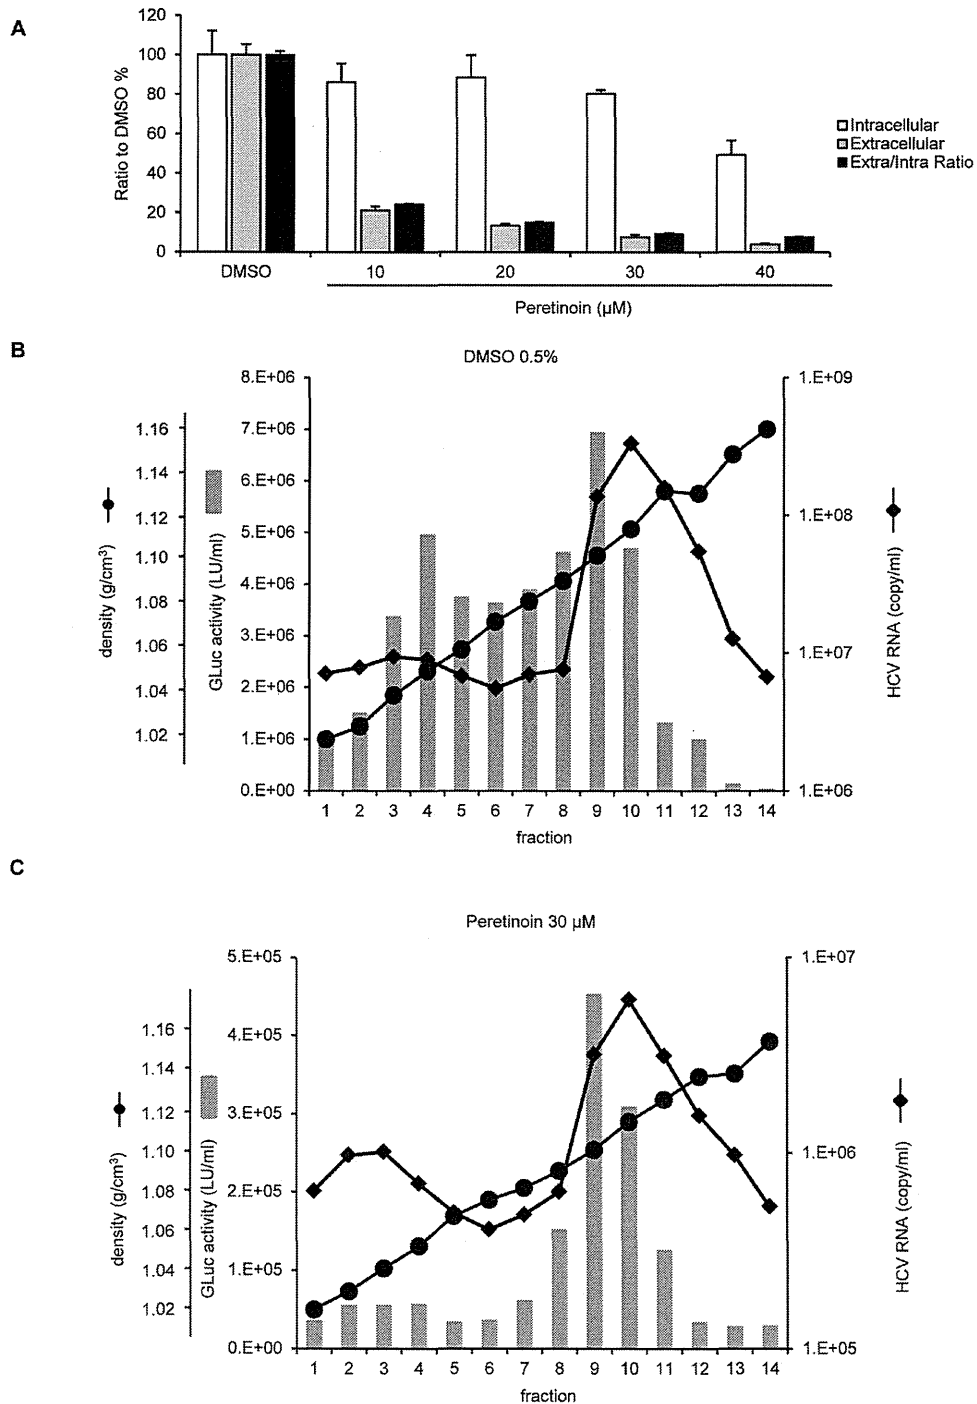 A
120
100
80
60
40
20
0
Ratio to DMSO %
DMSO 10 20 30 40
Peretinoin (µM)
Intracellular
Extracellular
Extra/Intra Ratio
B
DMSO 0.5%
density (g/cm³)
1.16
1.14
1.12
1.10
1.08
1.06
1.04
1.02
GLuc activity (LU/ml)
8.E+06
7.E+06
6.E+06
5.E+06
4.E+06
3.E+06
2.E+06
1.E+06
0.E+00
1.E+09
1.E+08
1.E+07
1.E+06
HCV RNA (copy/ml)
1 2 3 4 5 6 7 8 9 10 11 12 13 14
fraction
C
Peretinoin 30 µM
density (g/cm³)
1.16
1.14
1.12
1.10
1.08
1.06
1.04
1.02
GLuc activity (LU/ml)
5.E+05
4.E+05
3.E+05
2.E+05
1.E+05
0.E+00
1.E+07
1.E+06
1.E+05
HCV RNA (copy/ml)
1 2 3 4 5 6 7 8 9 10 11 12 13 14
fraction